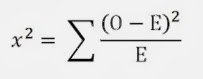 x² = ∑ (O − E)² / E